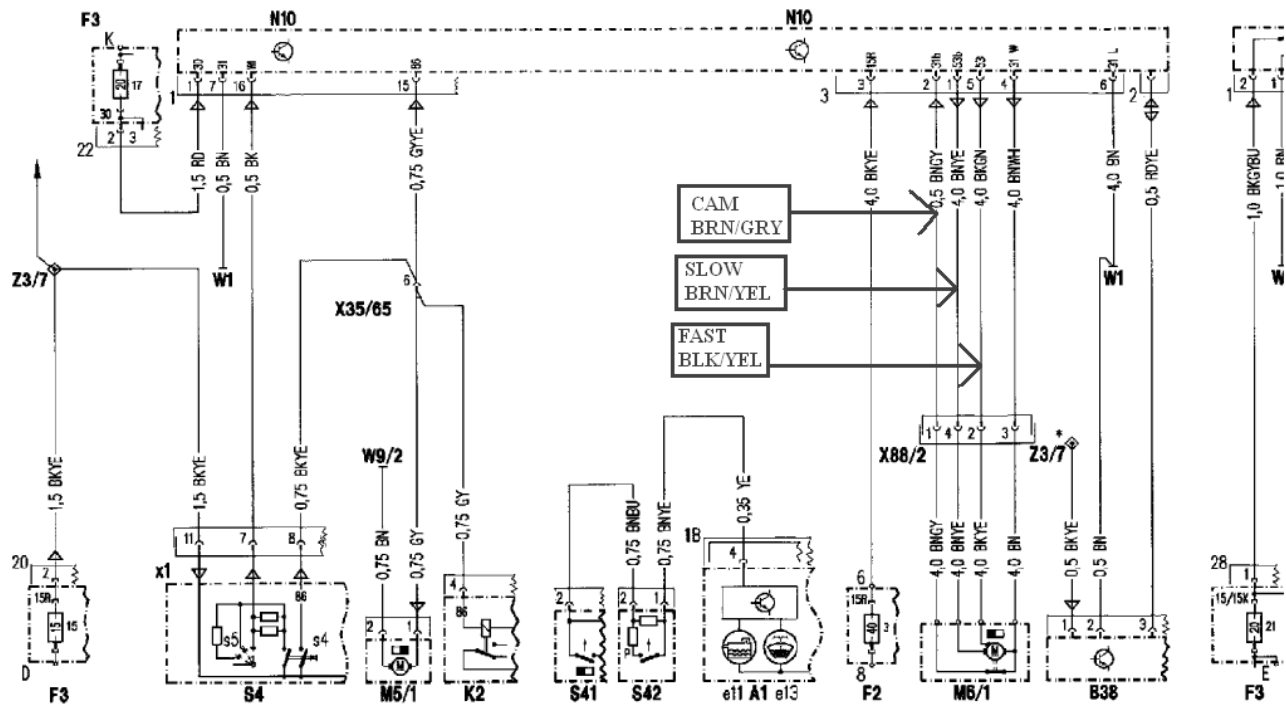 F3
N10
N10
K
20 17
30
2 3
22
30 31 W 86
1 7 16 15
1
15R 31b 53b 53 31 W 31 L
3 2 1 5 4 6
3
2
1
2 1
1,5 RD
0,5 BN
0,5 BK
0,75 GYYE
4,0 BKYE
0,5 BNGY
4,0 BNYE
4,0 BKGN
4,0 BNWH
4,0 BN
0,5 RDYE
1,0 BKGYBU
1,0 BN
CAM
BRN/GRY
SLOW
BRN/YEL
FAST
BLK/YEL
Z3/7
W1
6
X35/65
W1
W
W9/2
X88/2
1 4 2 3
*
Z3/7
1,5 BKYE
1,5 BKYE
0,75 BKYE
0,75 BN
0,75 GY
0,75 GY
0,75 BNBU
0,75 BNYE
0,35 YE
4,0 BNGY
4,0 BNYE
4,0 BKYE
4,0 BN
0,5 BKYE
0,5 BN
20
2
15R
15 15
D
11 7 8
x1
86
s5 s4
2 1
M
4
86
2
2 1
P
18
4
6
15R
40 3
8
M
1 2 3
28
1
15/15K
20 21
E
F3
S4
M5/1
K2
S41
S42
e11 A1 e13
F2
M6/1
B38
F3